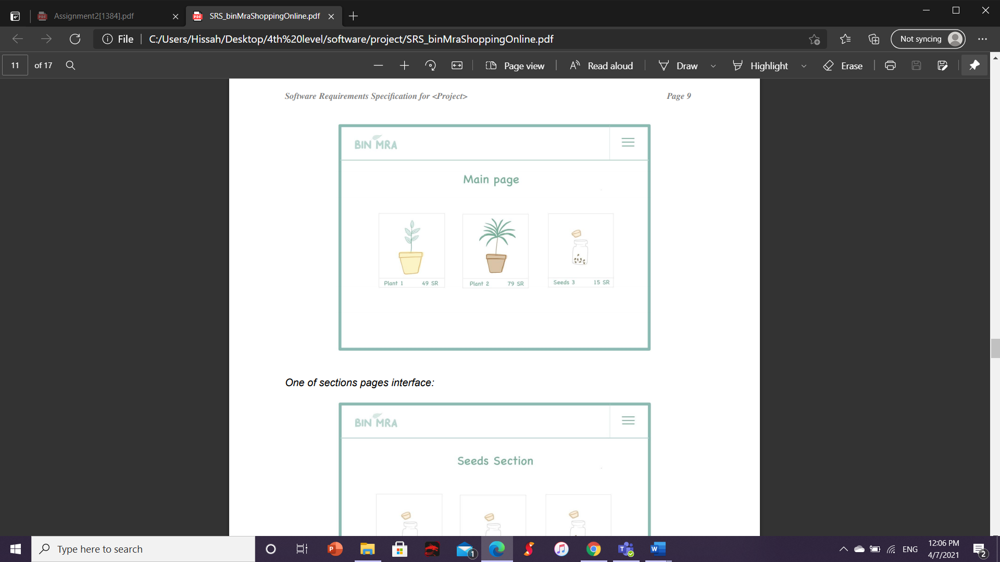 Assignment2[1384].pdf
SRS_binMraShoppingOnline.pdf
File
C:/Users/Hissah/Desktop/4th%20level/software/project/SRS_binMraShoppingOnline.pdf
Not syncing
11 of 17
Page view
Read aloud
Draw
Highlight
Erase
Software Requirements Specification for <Project>
Page 9
BIN MRA
Main page
Plant 1 49 SR
Plant 2 79 SR
Seeds 3 15 SR
One of sections pages interface:
BIN MRA
Seeds Section
Type here to search
1
ENG
12:06 PM
4/7/2021
2